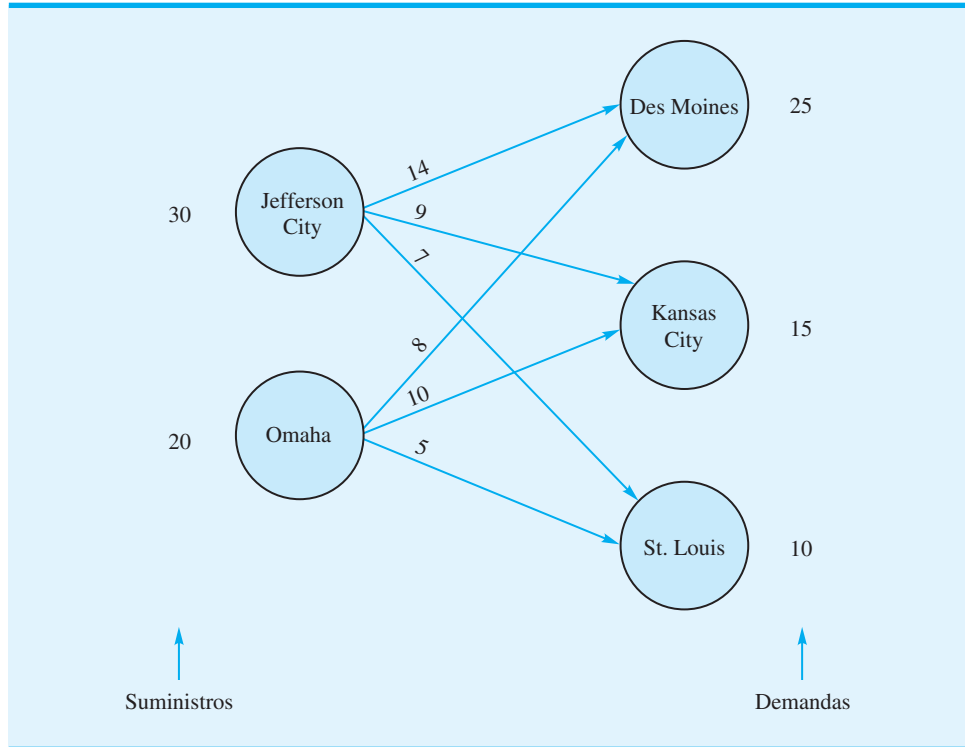 Des Moines
25
14
Jefferson
City
30
9
7
Kansas
City
15
8
10
Omaha
20
5
St. Louis
10
Suministros
Demandas